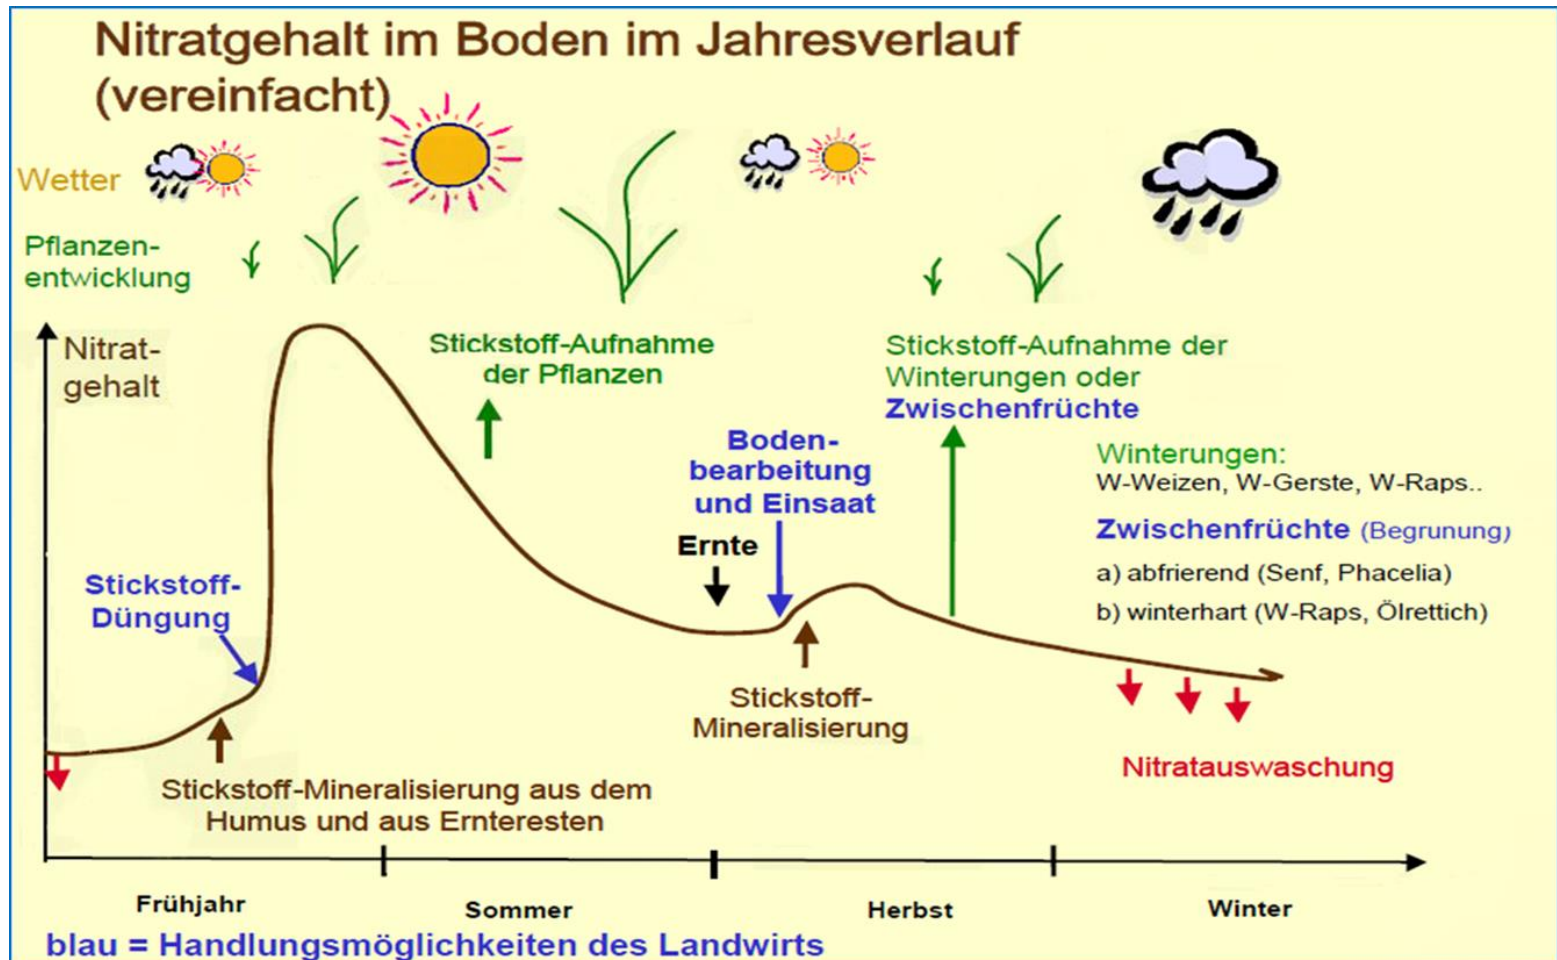 Nitratgehalt im Boden im Jahresverlauf
(vereinfacht)
Wetter
Pflanzen-
entwicklung
Nitrat-
gehalt
Stickstoff-Aufnahme
der Pflanzen
Stickstoff-Aufnahme der
Winterungen oder
Zwischenfrüchte
Boden-
bearbeitung
und Einsaat
Ernte
Winterungen:
W-Weizen, W-Gerste, W-Raps..
Zwischenfrüchte (Begrunung)
a) abfrierend (Senf, Phacelia)
b) winterhart (W-Raps, Ölrettich)
Stickstoff-
Düngung
Stickstoff-
Mineralisierung
Nitratauswaschung
Stickstoff-Mineralisierung aus dem
Humus und aus Ernteresten
Frühjahr
Sommer
Herbst
Winter
blau = Handlungsmöglichkeiten des Landwirts